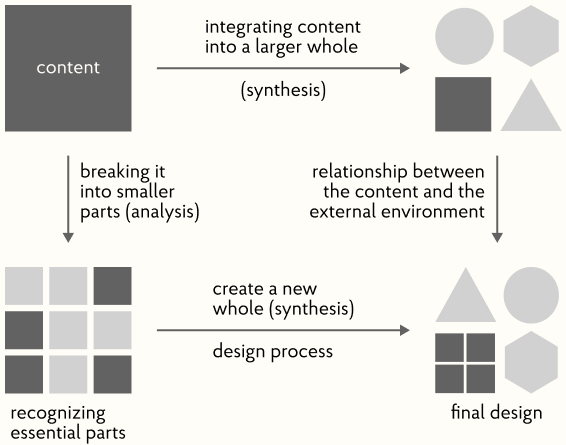 content
integrating content
into a larger whole
(synthesis)
breaking it
into smaller
parts (analysis)
relationship between
the content and the
external environment
create a new
whole (synthesis)
design process
recognizing
essential parts
final design